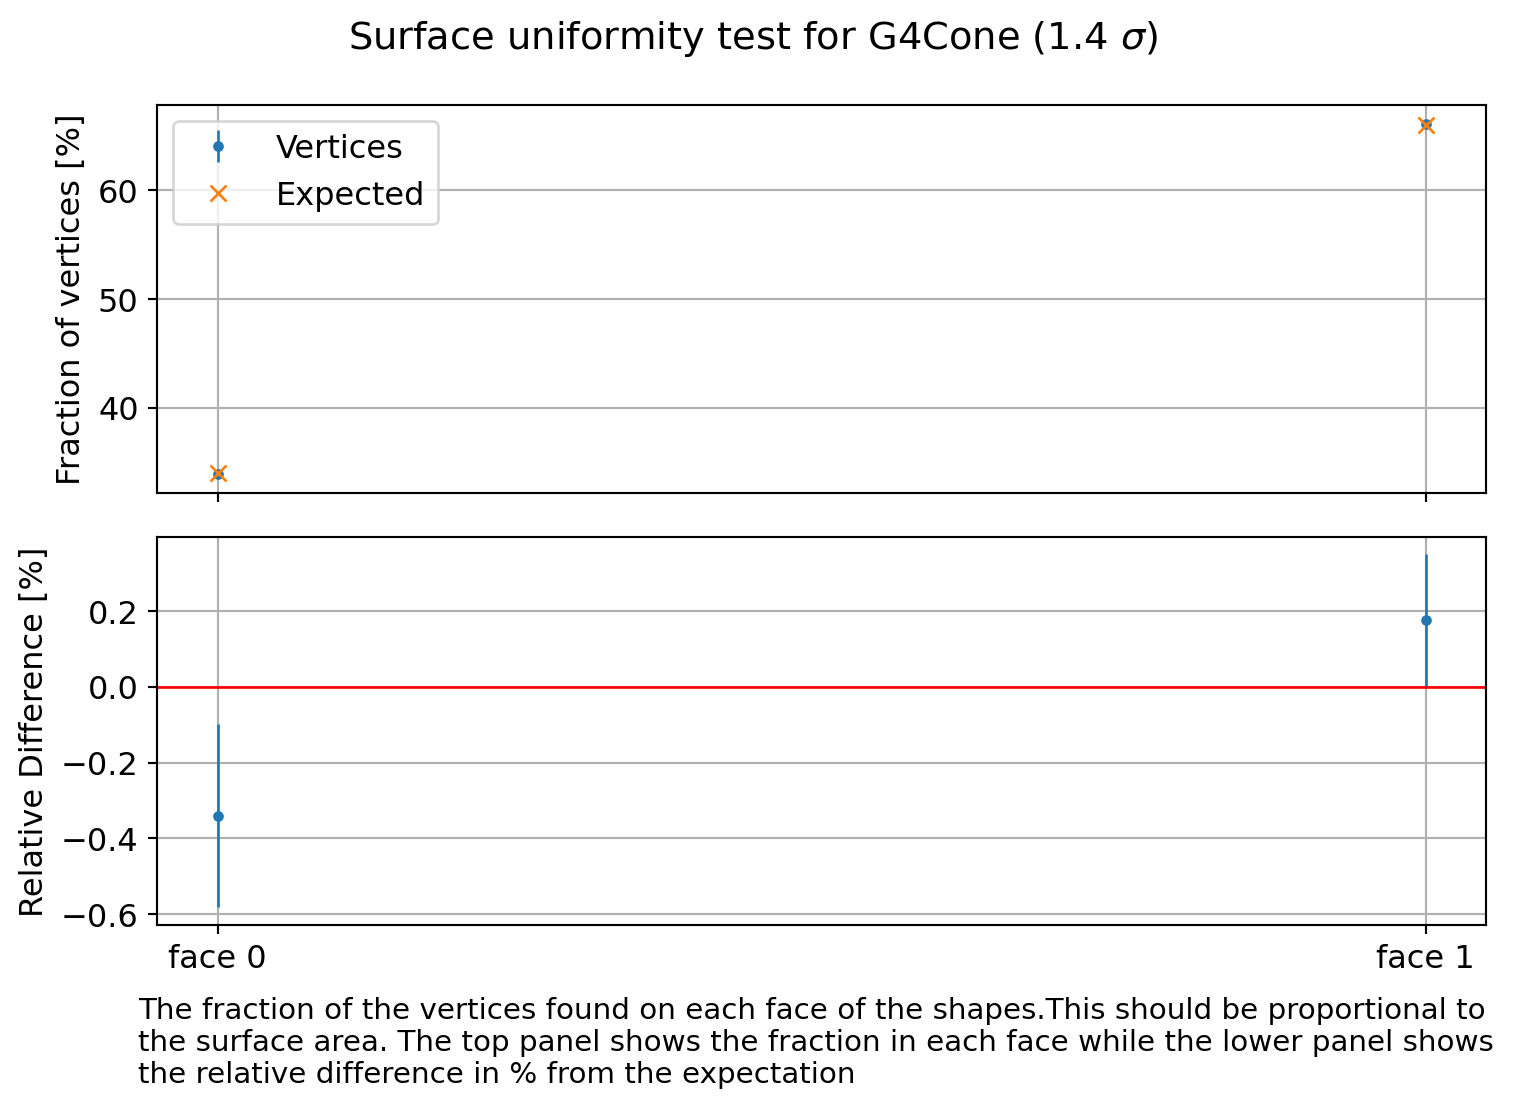 Surface uniformity test for G4Cone (1.4 σ)
Fraction of vertices [%]
60
50
40
Vertices
Expected
Relative Difference [%]
0.2
0.0
−0.2
−0.4
−0.6
face 0
face 1
The fraction of the vertices found on each face of the shapes.This should be proportional to
the surface area. The top panel shows the fraction in each face while the lower panel shows
the relative difference in % from the expectation